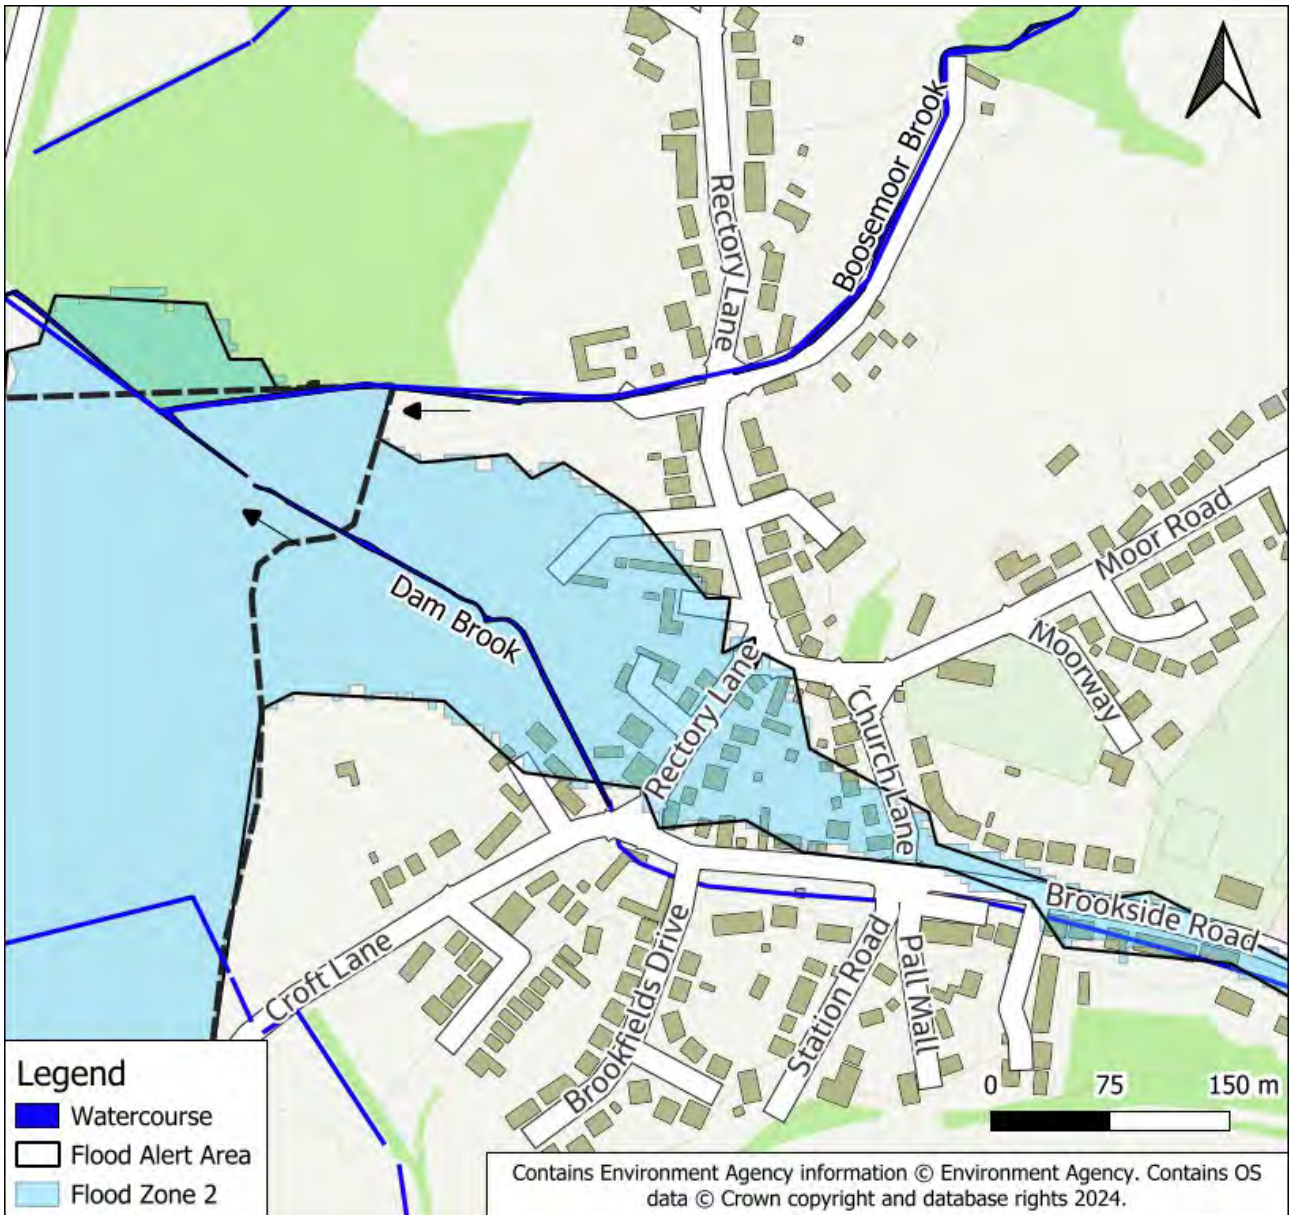 Boosemoor Brook
Rectory Lane
Moor Road
Dam Brook
Moorway
Rectory Lane
Church Lane
Brookside Road
Croft Lane
Brookfields Drive
Station Road
Pall Mall
Legend
Watercourse
Flood Alert Area
Flood Zone 2
0 75 150 m
Contains Environment Agency information © Environment Agency. Contains OS
data © Crown copyright and database rights 2024.